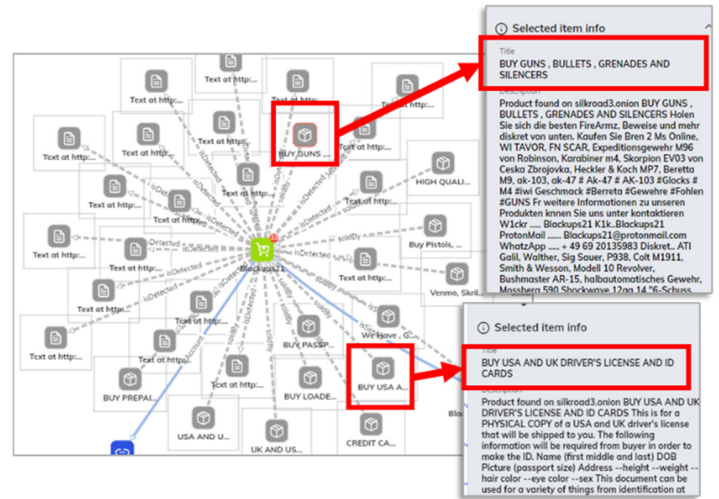 Selected item info
Title
BUY GUNS , BULLETS , GRENADES AND
SILENCERS
Description
Product found on silkroad3.onion BUY GUNS ,
BULLETS , GRENADES AND SILENCERS Holen
Sie sich die besten FireArmz, Beweise und mehr
diskret von unten. Kaufen Sie Bren 2 Ms Online,
WI TAVOR, FN SCAR, Expeditionsgewehr M96
von Robinson, Karabiner m4, Skorpion EV03 von
Ceska Zbrojovka, Heckler & Koch MP7, Beretta
M9, ak-103, ak-47 # Ak-47 # AK-103 #Glocks #
M4 #iwi Geschmack #Berreta #Gewehre #Fohlen
#GUNS Fr weitere Informationen zu unseren
Produkten knnen Sie uns unter kontaktieren
W1ckr ..... Blackups21 K1k..Blackups21
ProtonMail ...... Blackups21@protonmail.com
WhatApp ..... + 49 69 20135983 Diskret.. ATI
Galil, Walther, Sig Sauer, P938, Colt M1911,
Smith & Wesson, Modell 10 Revolver,
Bushmaster AR-15, halbautomatisches Gewehr,
Mossberg 590 Shockwave 12ga 14 "6-Schuss
Text at http:...
Text at http:...
Text at http:...
Text at http:...
Text at http:...
BUY GUNS ...
Text at http:...
Text at http:...
Text at http:...
HIGH QUALI...
Text at http:...
Text at http:...
Text at http:...
Blackups21
Buy Pistols, ...
Text at http:...
Text at http:...
Venmo, Skril...
Text at http:...
Text at http:...
We Have , G...
BUY PASSP...
Text at http:...
BUY PREPAI...
BUY LOADE...
BUY USA A...
USA AND U...
UK AND US...
CREDIT CA...
isDetected
soldBy
Account
Selected item info
Title
BUY USA AND UK DRIVER'S LICENSE AND ID
CARDS
Description
Product found on silkroad3.onion BUY USA AND UK
DRIVER'S LICENSE AND ID CARDS This is for a
PHYSICAL COPY of a USA and UK driver's license
that will be shipped to you. The following
information will be required from buyer in order to
make the ID. Name (first middle and last) DOB
Picture (passport size) Address --height --weight --
hair color --eye color --sex This document can be
used for a variety of things from identification at